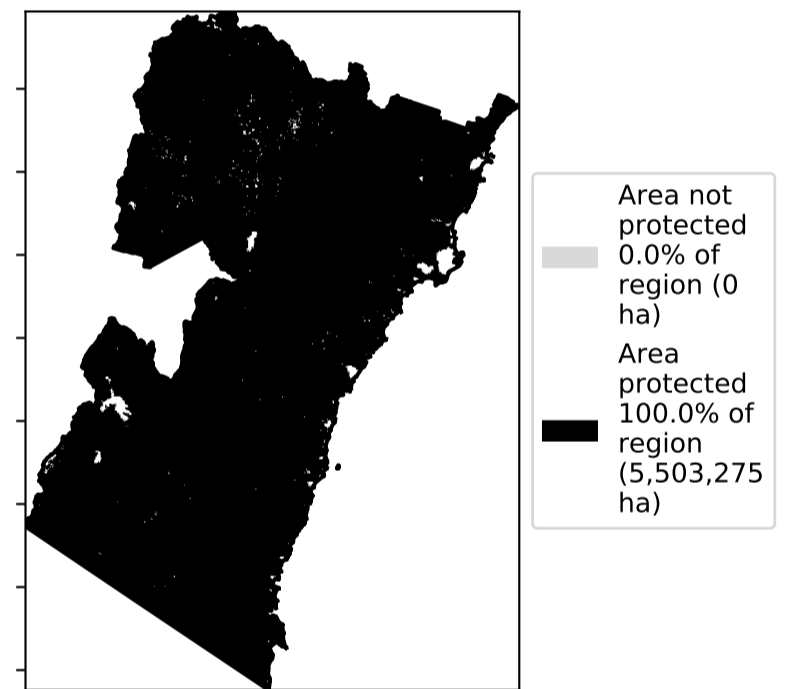 Area not
protected
0.0% of
region (0
ha)
Area
protected
100.0% of
region
(5,503,275
ha)